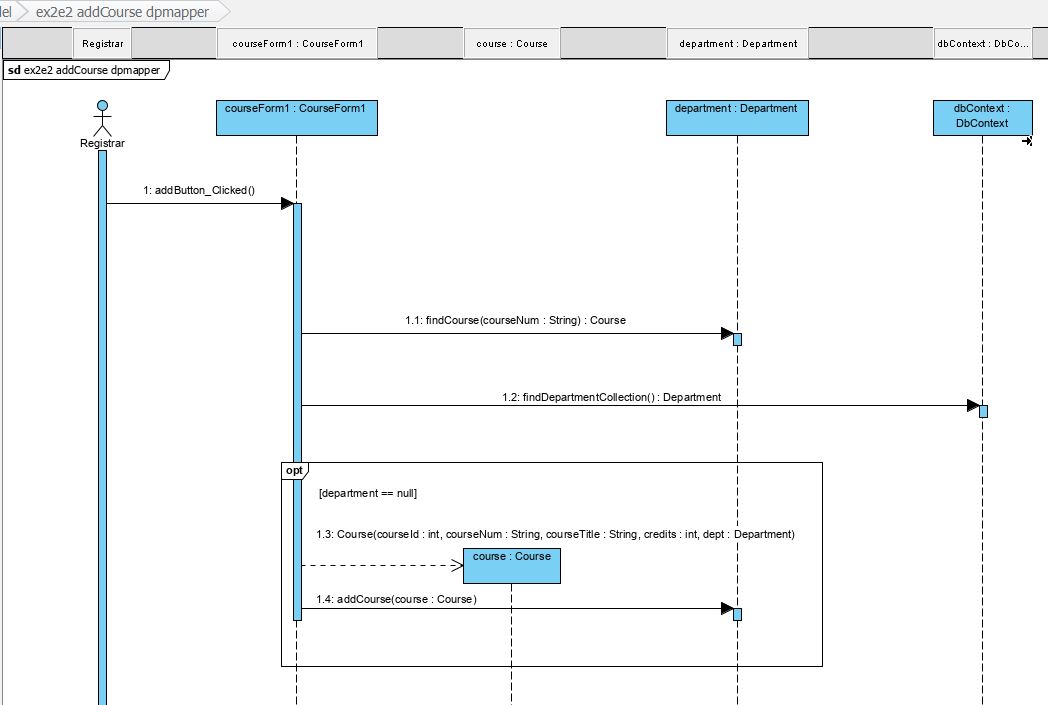 lel
ex2e2 addCourse dpmapper
Registrar
courseForm1 : CourseForm1
course : Course
department : Department
dbContext : DbCo...
sd ex2e2 addCourse dpmapper
courseForm1 : CourseForm1
department : Department
dbContext :
DbContext
Registrar
1: addButton_Clicked()
1.1: findCourse(courseNum : String) : Course
1.2: findDepartmentCollection() : Department
opt
[department == null]
1.3: Course(courseId : int, courseNum : String, courseTitle : String, credits : int, dept : Department)
course : Course
1.4: addCourse(course : Course)